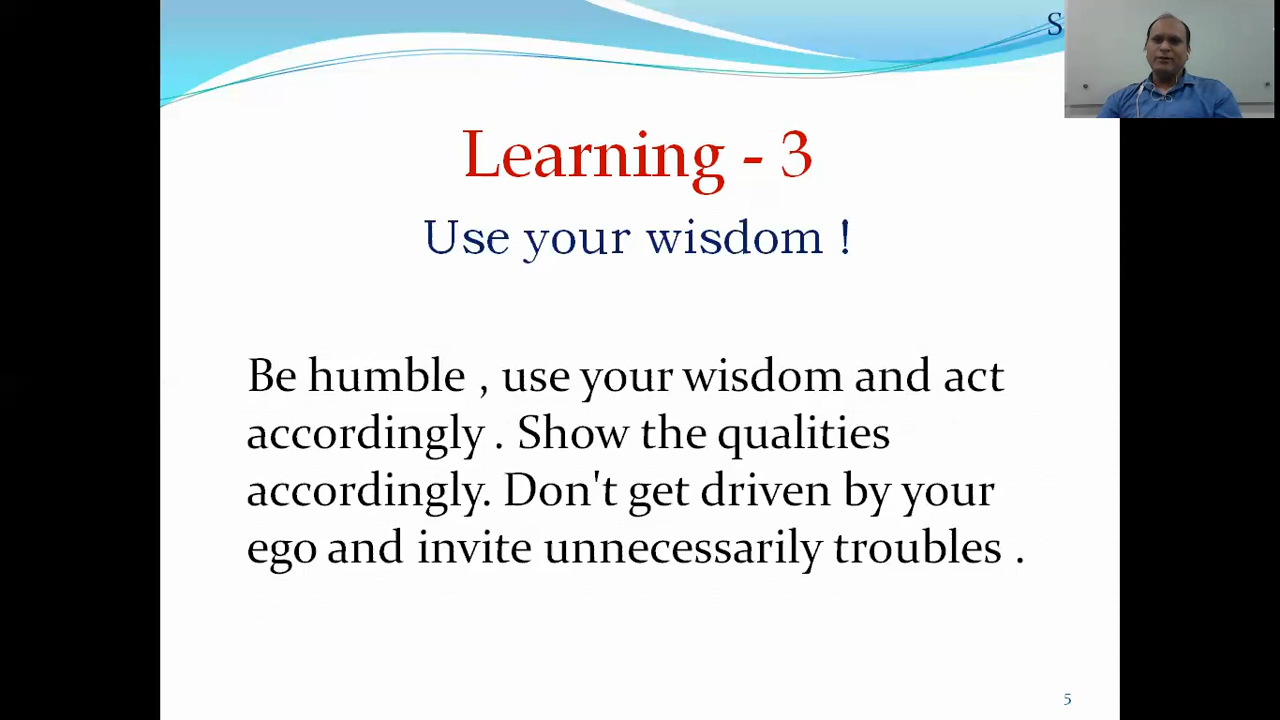 Learning - 3
Use your wisdom !
Be humble , use your wisdom and act
accordingly . Show the qualities
accordingly. Don't get driven by your
ego and invite unnecessarily troubles .
5